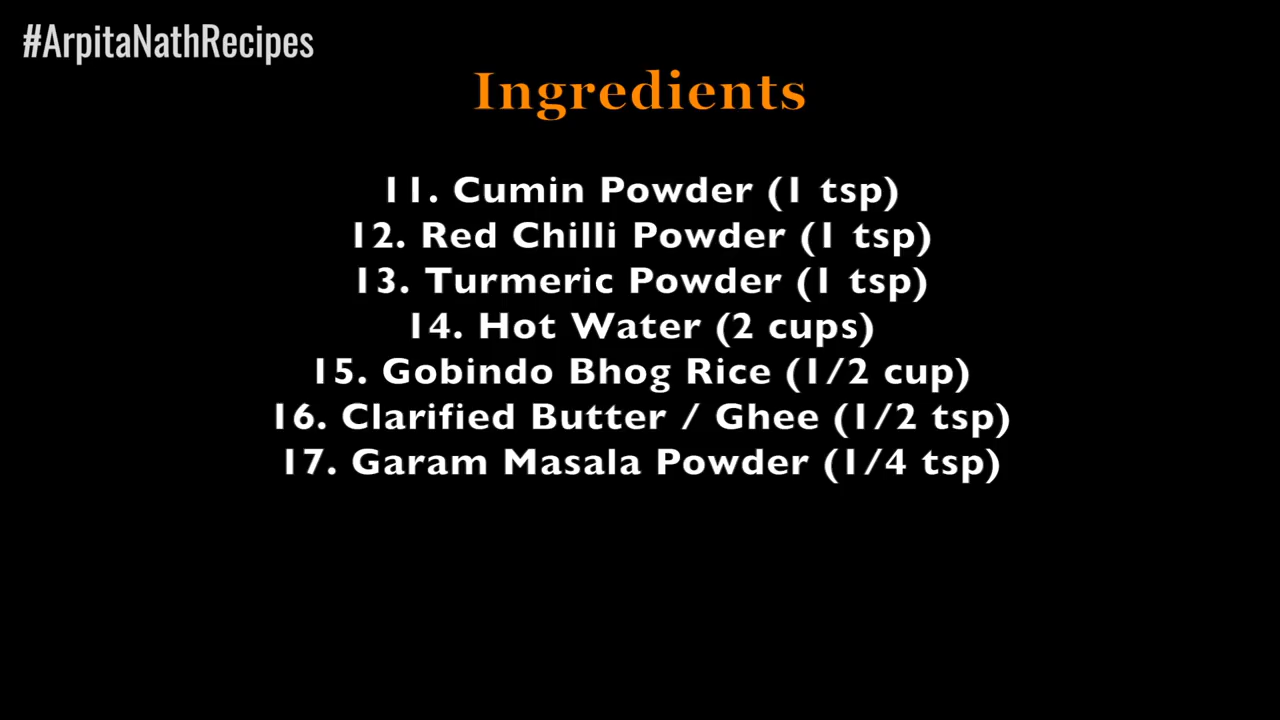 #ArpitaNathRecipes
Ingredients
11. Cumin Powder (1 tsp)
12. Red Chilli Powder (1 tsp)
13. Turmeric Powder (1 tsp)
14. Hot Water (2 cups)
15. Gobindo Bhog Rice (1/2 cup)
16. Clarified Butter / Ghee (1/2 tsp)
17. Garam Masala Powder (1/4 tsp)